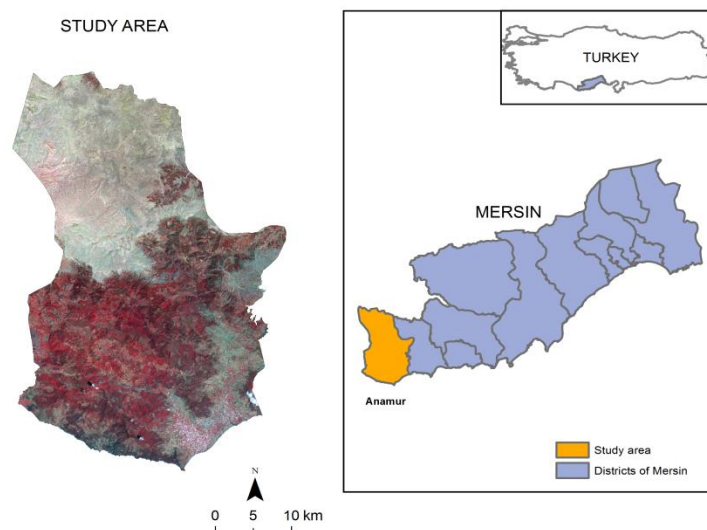 STUDY AREA
N
0 5 10 km
TURKEY
MERSIN
Anamur
Study area
Districts of Mersin